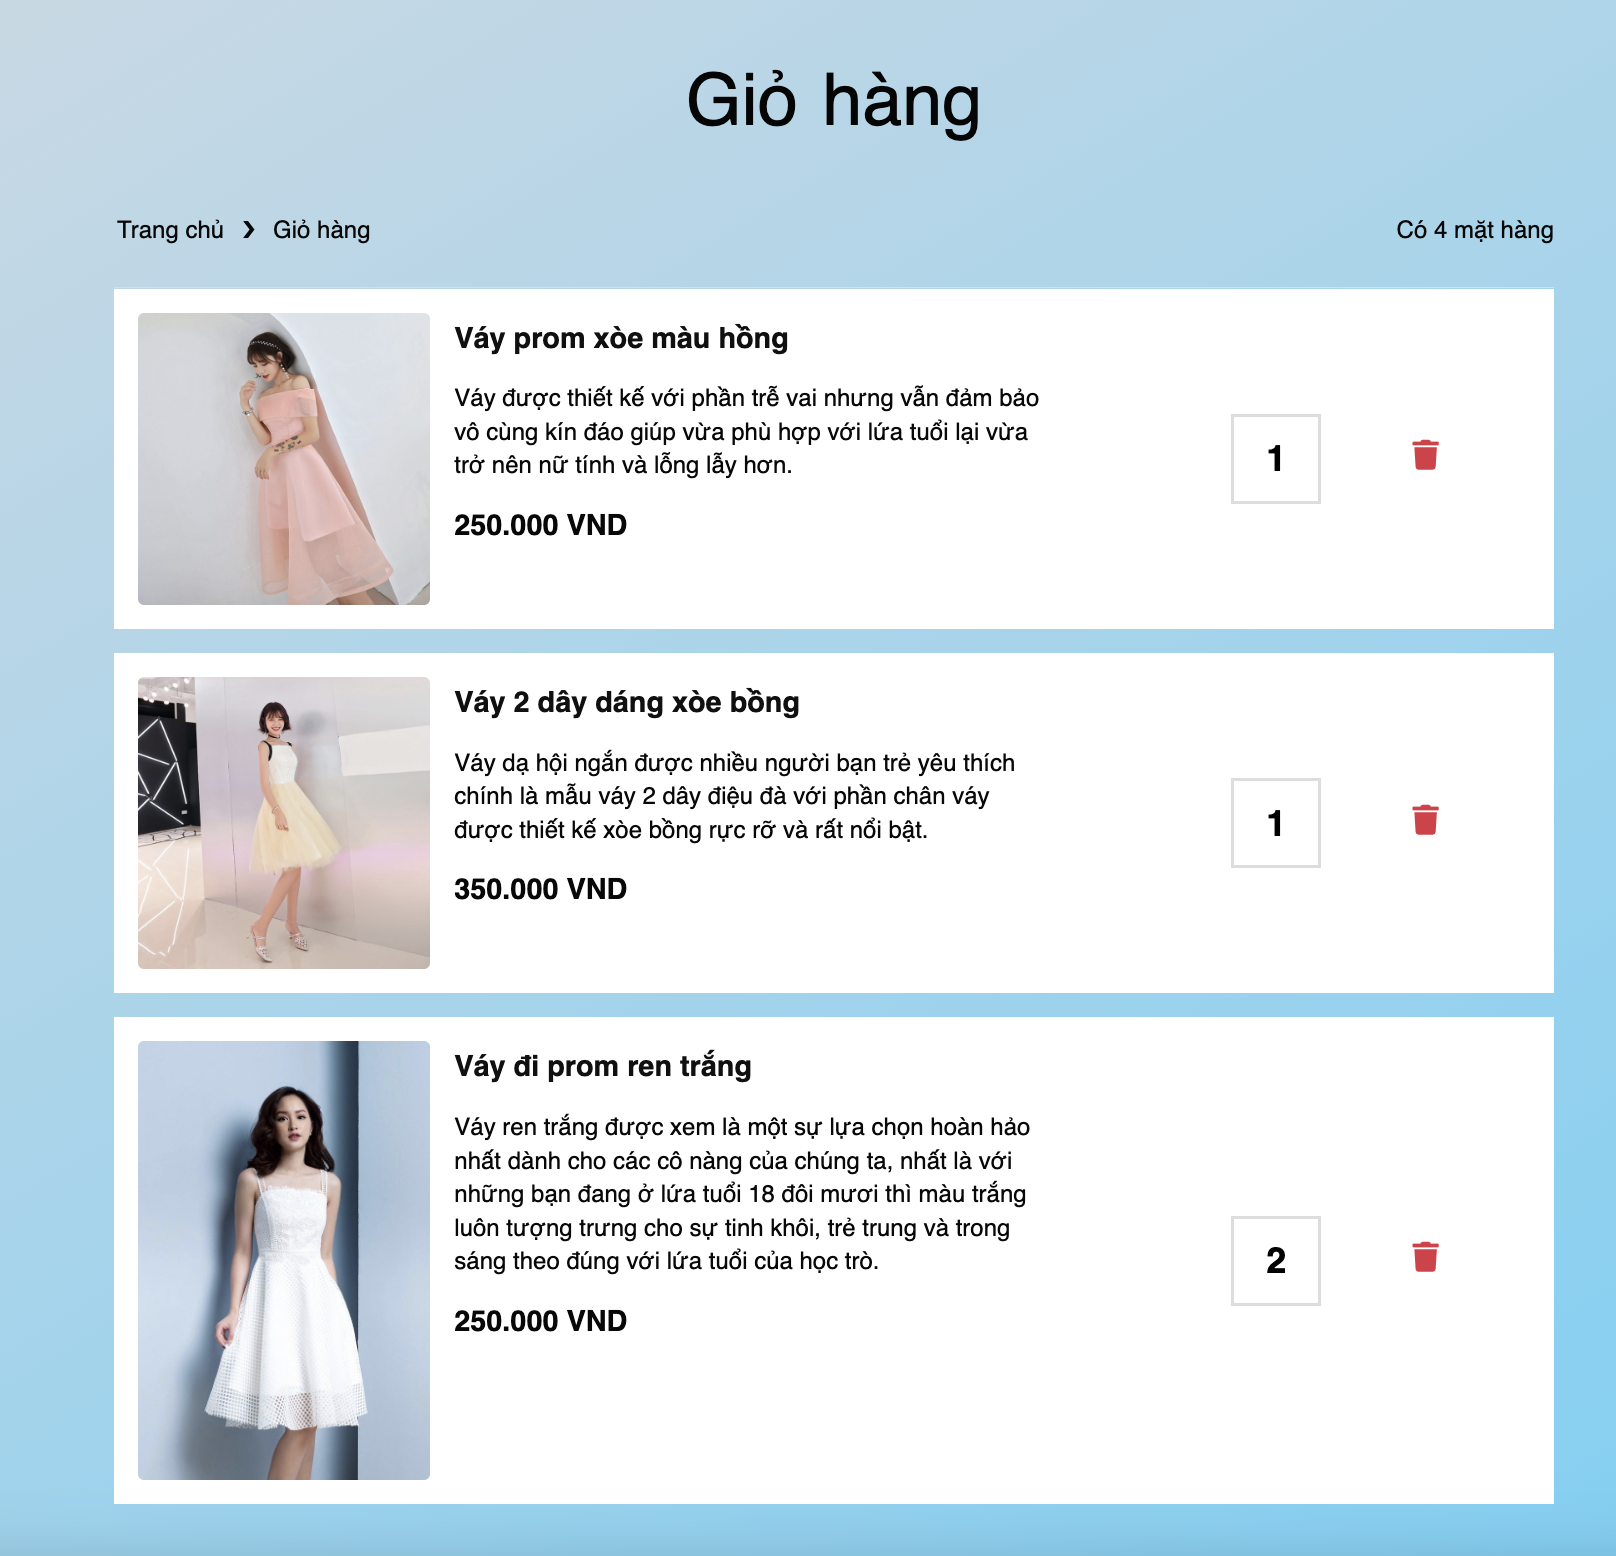 Giỏ hàng
Trang chủ › Giỏ hàng
Có 4 mặt hàng
Váy prom xòe màu hồng
Váy được thiết kế với phần trễ vai nhưng vẫn đảm bảo
vô cùng kín đáo giúp vừa phù hợp với lứa tuổi lại vừa
trở nên nữ tính và lỗng lẫy hơn.
250.000 VND
1
Váy 2 dây dáng xòe bồng
Váy dạ hội ngắn được nhiều người bạn trẻ yêu thích
chính là mẫu váy 2 dây điệu đà với phần chân váy
được thiết kế xòe bồng rực rỡ và rất nổi bật.
350.000 VND
1
Váy đi prom ren trắng
Váy ren trắng được xem là một sự lựa chọn hoàn hảo
nhất dành cho các cô nàng của chúng ta, nhất là với
những bạn đang ở lứa tuổi 18 đôi mươi thì màu trắng
luôn tượng trưng cho sự tinh khôi, trẻ trung và trong
sáng theo đúng với lứa tuổi của học trò.
250.000 VND
2